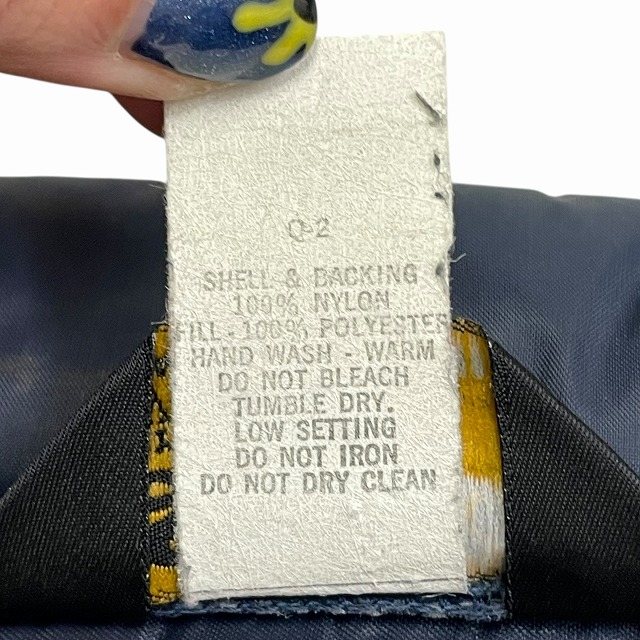 Q-2
SHELL & BACKING
100% NYLON
FILL-100% POLYESTER
HAND WASH - WARM
DO NOT BLEACH
TUMBLE DRY.
LOW SETTING
DO NOT IRON
DO NOT DRY CLEAN